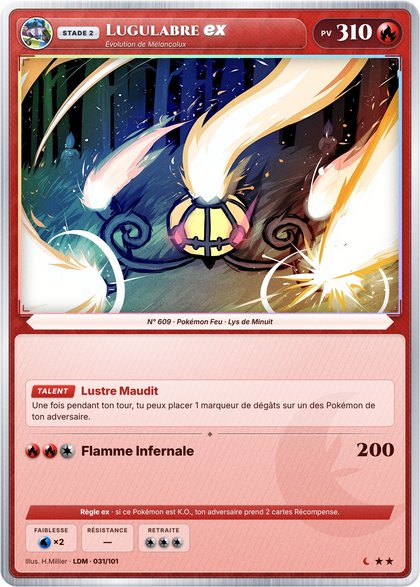 STADE 2 LUGULABRE ex PV 310
Évolution de Mélancolux
N° 609 · Pokémon Feu · Lys de Minuit
TALENT Lustre Maudit
Une fois pendant ton tour, tu peux placer 1 marqueur de dégâts sur un des Pokémon de
ton adversaire.
Flamme Infernale 200
Règle ex · si ce Pokémon est K.O., ton adversaire prend 2 cartes Récompense.
FAIBLESSE RÉSISTANCE RETRAITE
×2 —
Illus. H.Millier · LDM · 031/101